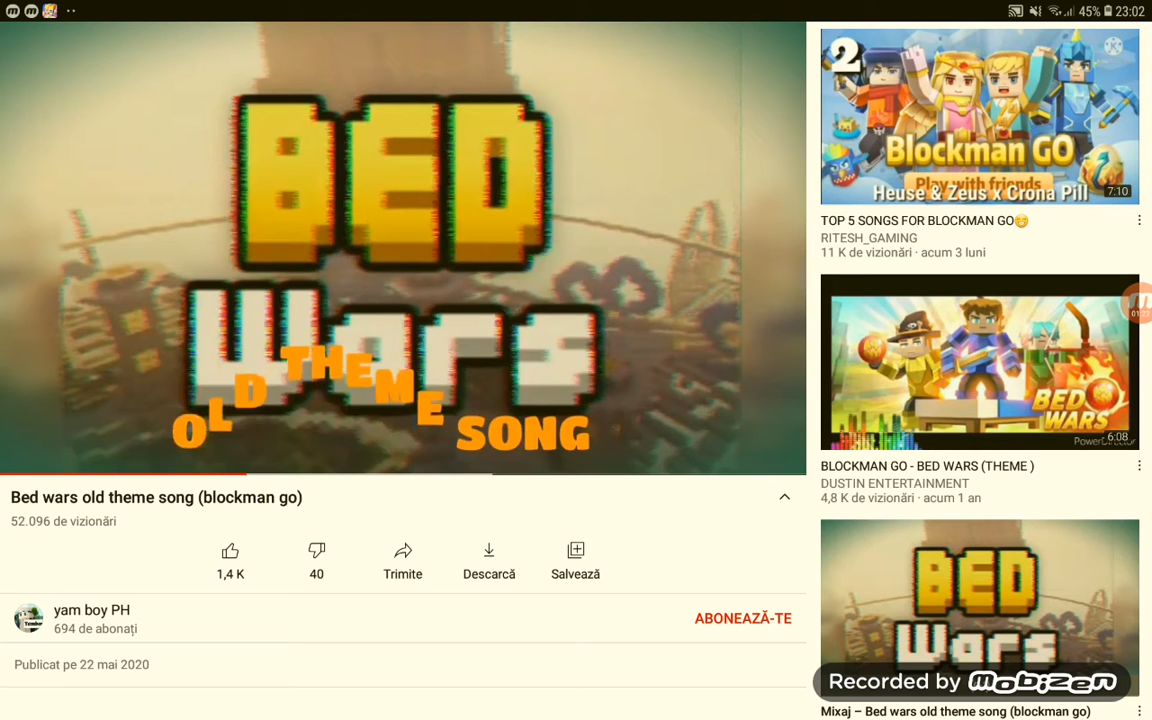 45% 23:02
BED
Wars
OLD THEME SONG
Bed wars old theme song (blockman go)
52.096 de vizionări
1,4 K
40
Trimite
Descarcă
Salvează
yam boy PH
694 de abonați
ABONEAZĂ-TE
Publicat pe 22 mai 2020
2
Blockman GO
Play with friends
Heuse & Zeus x Crona Pill
7:10
TOP 5 SONGS FOR BLOCKMAN GO😏
RITESH_GAMING
11 K de vizionări · acum 3 luni
01:22
BED
WARS
6:08
PowerDirector
BLOCKMAN GO - BED WARS (THEME )
DUSTIN ENTERTAINMENT
4,8 K de vizionări · acum 1 an
BED
Wars
Recorded by mobizen
Mixaj – Bed wars old theme song (blockman go)